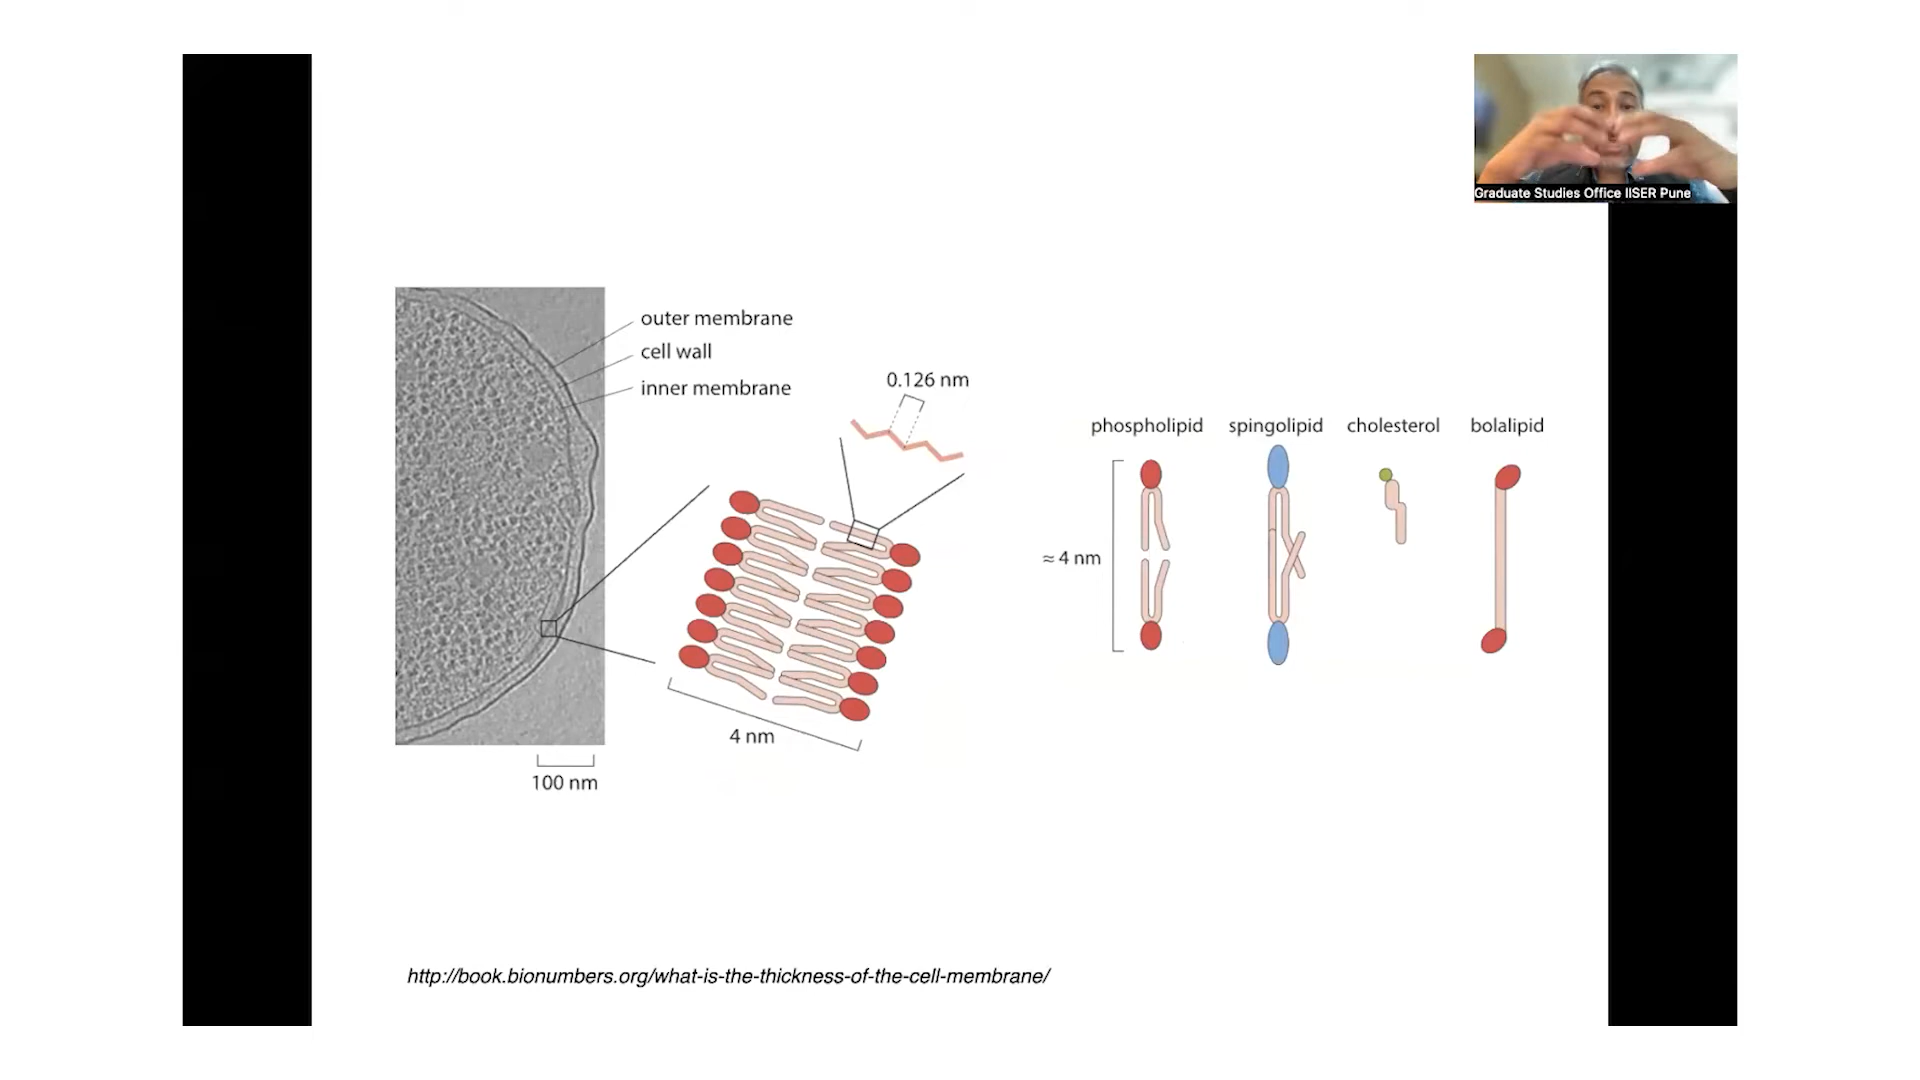 Graduate Studies Office IISER Pune
outer membrane
cell wall
inner membrane
0.126 nm
phospholipid spingolipid cholesterol bolalipid
≈ 4 nm
4 nm
100 nm
http://book.bionumbers.org/what-is-the-thickness-of-the-cell-membrane/